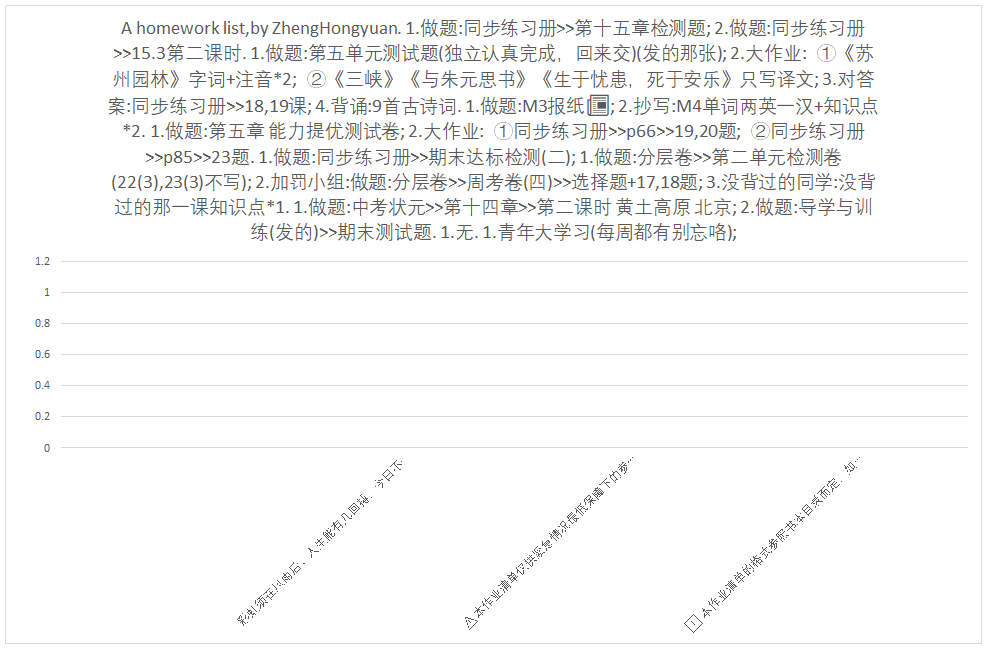 A homework list,by ZhengHongyuan. 1.做题:同步练习册>>第十五章检测题; 2.做题:同步练习册
>>15.3第二课时. 1.做题:第五单元测试题(独立认真完成，回来交)(发的那张); 2.大作业: ①《苏
州园林》字词+注音*2; ②《三峡》《与朱元思书》《生于忧患，死于安乐》只写译文; 3.对答
案:同步练习册>>18,19课; 4.背诵:9首古诗词. 1.做题:M3报纸📰; 2.抄写:M4单词两英一汉+知识点
*2. 1.做题:第五章 能力提优测试卷; 2.大作业: ①同步练习册>>p66>>19,20题; ②同步练习册
>>p85>>23题. 1.做题:同步练习册>>期末达标检测(二); 1.做题:分层卷>>第二单元检测卷
(22(3),23(3)不写); 2.加罚小组:做题:分层卷>>周考卷(四)>>选择题+17,18题; 3.没背过的同学:没背
过的那一课知识点*1. 1.做题:中考状元>>第十四章>>第二课时 黄土高原 北京; 2.做题:导学与训
练(发的)>>期末测试题. 1.无. 1.青年大学习(每周都有别忘咯);
1.2
1
0.8
0.6
0.4
0.2
0
彩虹须在风雨后，人生能有几回搏，今日不…
⚠本作业清单仅供紧急情况最低保障下的参…
1 本作业清单的格式参照书本目录而定，如…